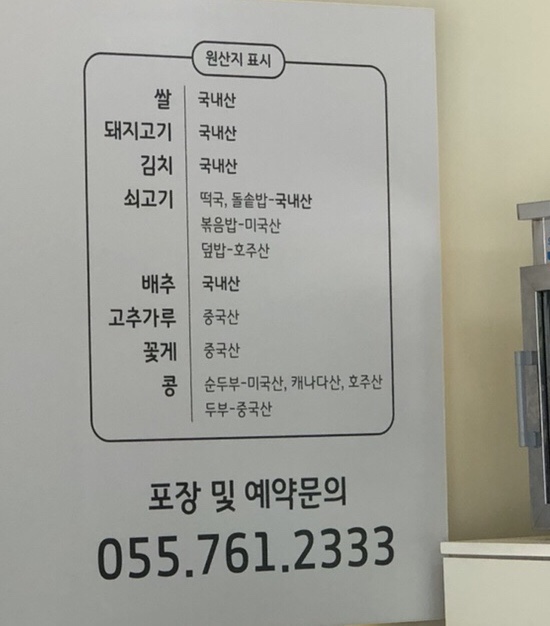 원산지 표시
쌀 국내산
돼지고기 국내산
김치 국내산
쇠고기 떡국, 돌솥밥-국내산
볶음밥-미국산
덮밥-호주산
배추 국내산
고추가루 중국산
꽃게 중국산
콩 순두부-미국산, 캐나다산, 호주산
두부-중국산
포장 및 예약문의
055.761.2333